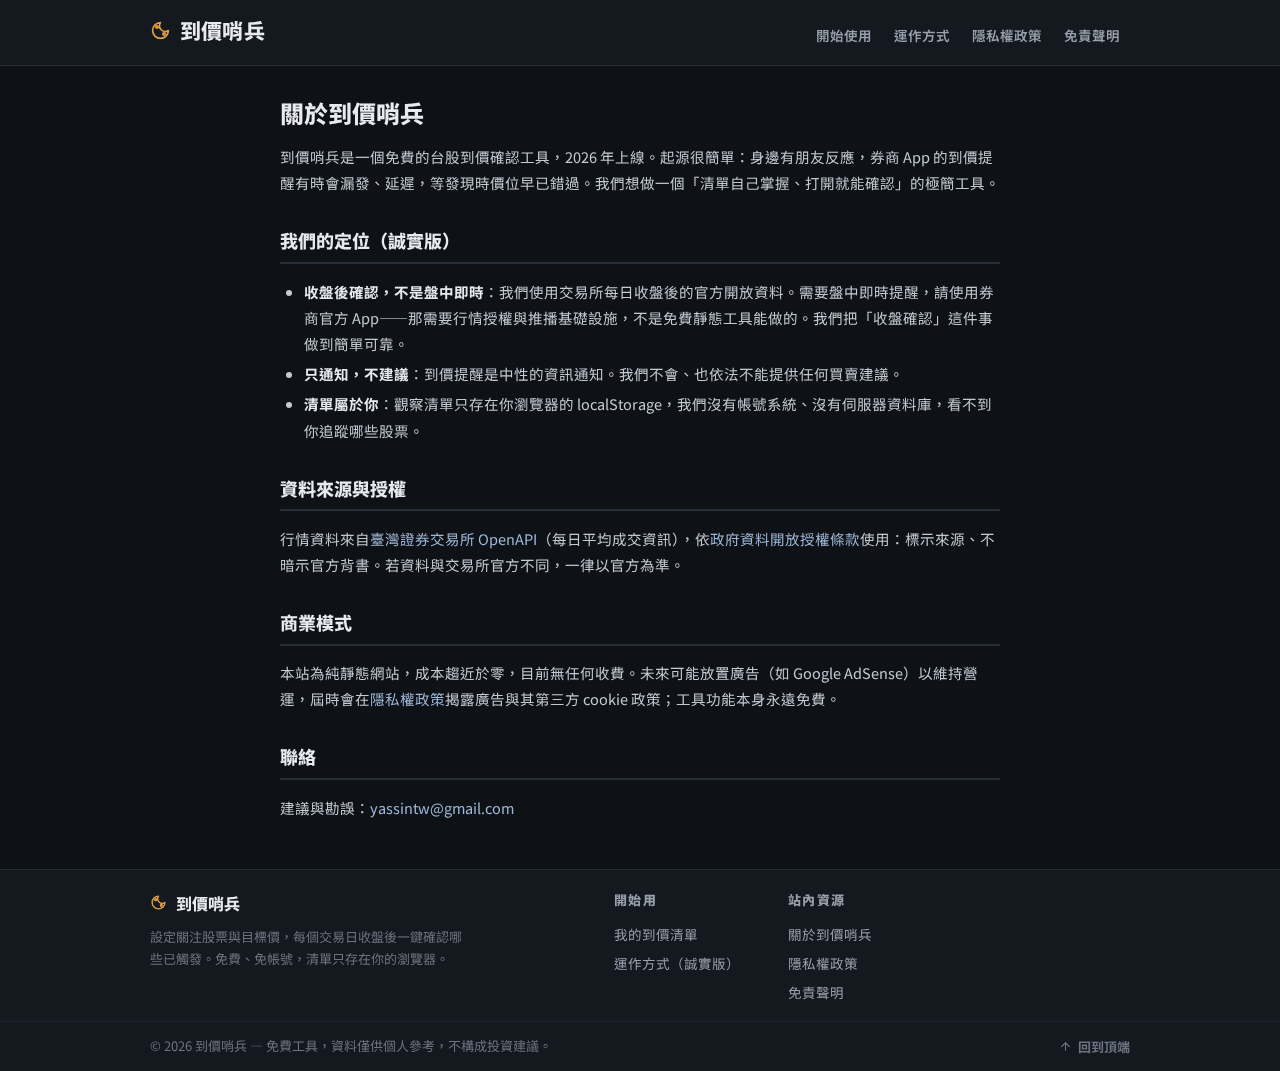 到價哨兵
開始使用 運作方式 隱私權政策 免責聲明
關於到價哨兵
到價哨兵是一個免費的台股到價確認工具，2026 年上線。起源很簡單：身邊有朋友反應，券商 App 的到價提
醒有時會漏發、延遲，等發現時價位早已錯過。我們想做一個「清單自己掌握、打開就能確認」的極簡工具。
我們的定位（誠實版）
收盤後確認，不是盤中即時：我們使用交易所每日收盤後的官方開放資料。需要盤中即時提醒，請使用券
商官方 App——那需要行情授權與推播基礎設施，不是免費靜態工具能做的。我們把「收盤確認」這件事
做到簡單可靠。
只通知，不建議：到價提醒是中性的資訊通知。我們不會、也依法不能提供任何買賣建議。
清單屬於你：觀察清單只存在你瀏覽器的 localStorage，我們沒有帳號系統、沒有伺服器資料庫，看不到
你追蹤哪些股票。
資料來源與授權
行情資料來自臺灣證券交易所 OpenAPI（每日平均成交資訊），依政府資料開放授權條款使用：標示來源、不
暗示官方背書。若資料與交易所官方不同，一律以官方為準。
商業模式
本站為純靜態網站，成本趨近於零，目前無任何收費。未來可能放置廣告（如 Google AdSense）以維持營
運，屆時會在隱私權政策揭露廣告與其第三方 cookie 政策；工具功能本身永遠免費。
聯絡
建議與勘誤：yassintw@gmail.com
到價哨兵
設定關注股票與目標價，每個交易日收盤後一鍵確認哪
些已觸發。免費、免帳號，清單只存在你的瀏覽器。
開始用
我的到價清單
運作方式（誠實版）
站內資源
關於到價哨兵
隱私權政策
免責聲明
© 2026 到價哨兵 — 免費工具，資料僅供個人參考，不構成投資建議。
↑ 回到頂端